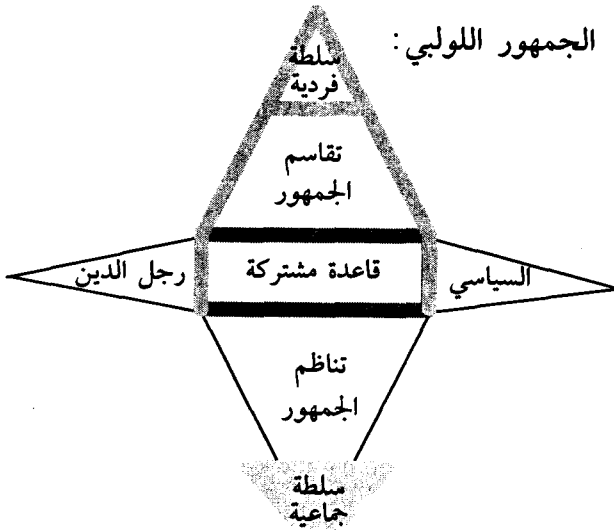 الجمهور اللولبي:
سلطة
فردية
تقاسم
الجمهور
السياسي
قاعدة مشتركة
رجل الدين
تناظم
الجمهور
سلطة
جماعية